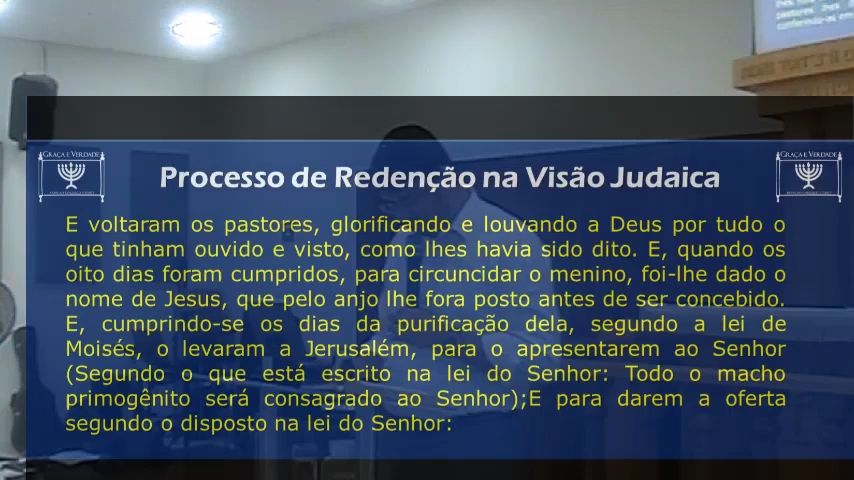 GRAÇA E VERDADE
GRAÇA E VERDADE
Processo de Redenção na Visão Judaica
E voltaram os pastores, glorificando e louvando a Deus por tudo o
que tinham ouvido e visto, como lhes havia sido dito. E, quando os
oito dias foram cumpridos, para circuncidar o menino, foi-lhe dado o
nome de Jesus, que pelo anjo lhe fora posto antes de ser concebido.
E, cumprindo-se os dias da purificação dela, segundo a lei de
Moisés, o levaram a Jerusalém, para o apresentarem ao Senhor
(Segundo o que está escrito na lei do Senhor: Todo o macho
primogênito será consagrado ao Senhor);E para darem a oferta
segundo o disposto na lei do Senhor: